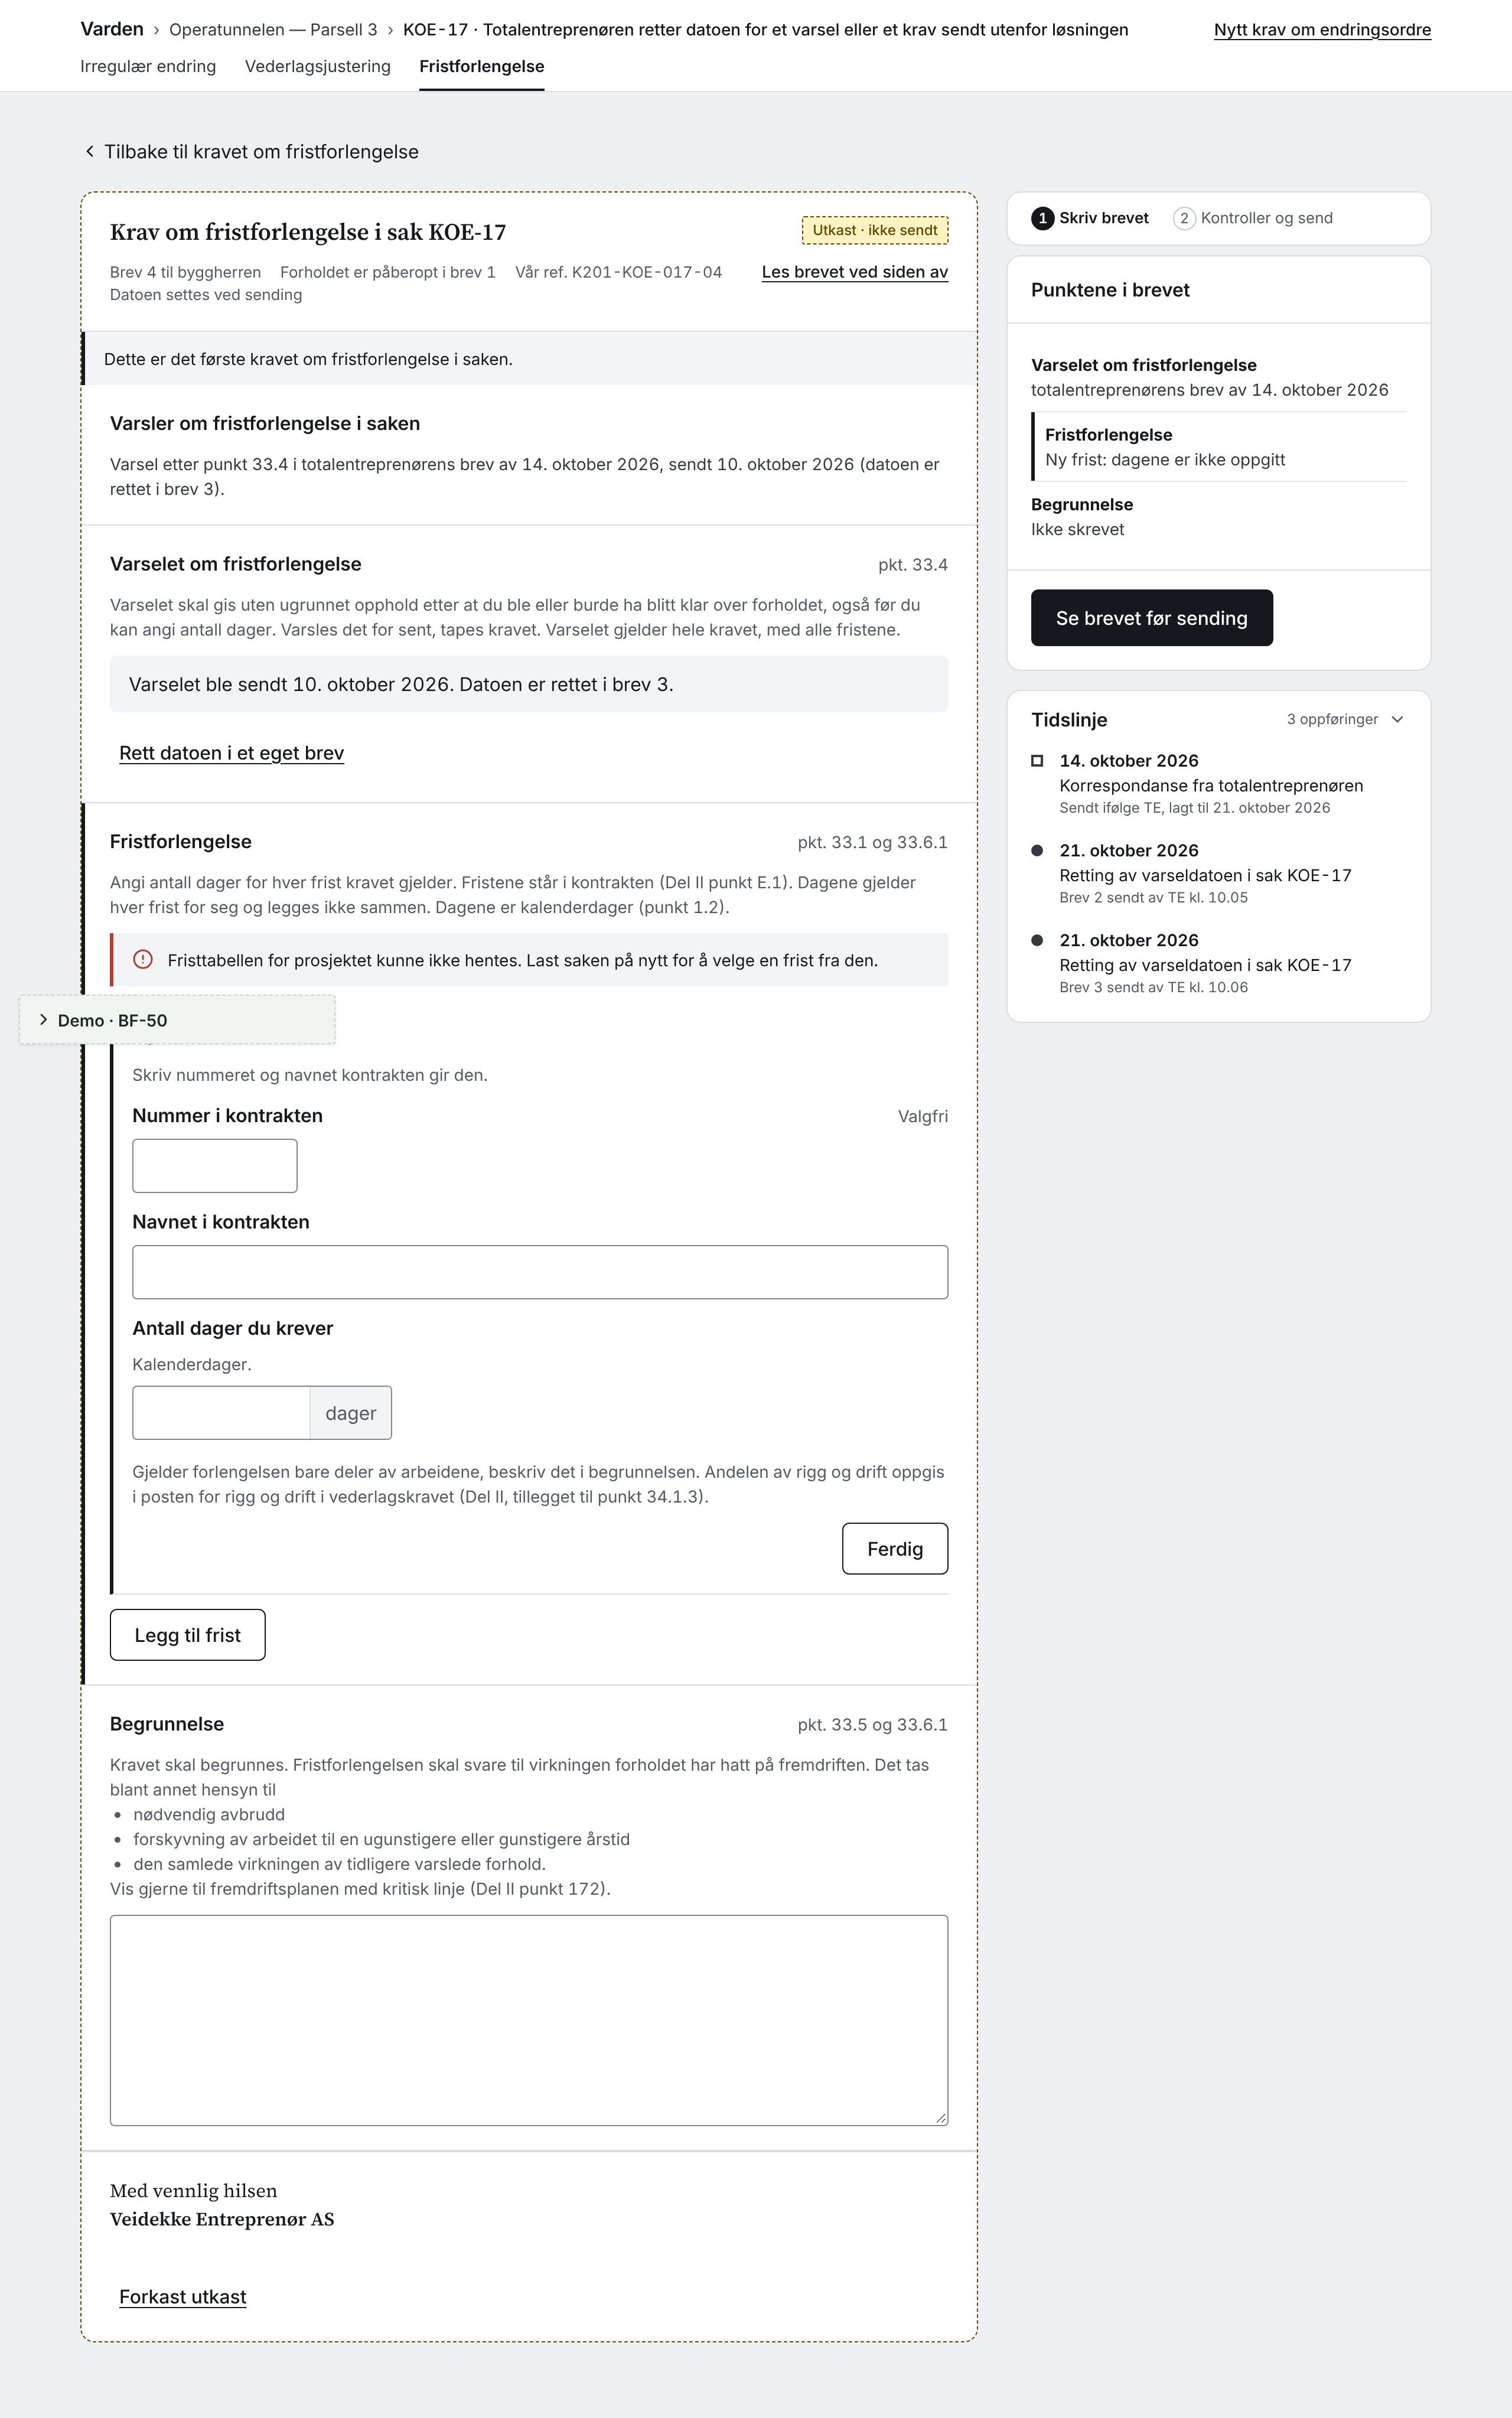 Varden › Operatunnelen — Parsell 3 › KOE-17 · Totalentreprenøren retter datoen for et varsel eller et krav sendt utenfor løsningen
Nytt krav om endringsordre
Irregulær endring Vederlagsjustering Fristforlengelse
Tilbake til kravet om fristforlengelse
Krav om fristforlengelse i sak KOE-17
Utkast · ikke sendt
Brev 4 til byggherren Forholdet er påberopt i brev 1 Vår ref. K201-KOE-017-04
Datoen settes ved sending
Les brevet ved siden av
Dette er det første kravet om fristforlengelse i saken.
Varsler om fristforlengelse i saken
Varsel etter punkt 33.4 i totalentreprenørens brev av 14. oktober 2026, sendt 10. oktober 2026 (datoen er
rettet i brev 3).
Varselet om fristforlengelse
pkt. 33.4
Varselet skal gis uten ugrunnet opphold etter at du ble eller burde ha blitt klar over forholdet, også før du
kan angi antall dager. Varsles det for sent, tapes kravet. Varselet gjelder hele kravet, med alle fristene.
Varselet ble sendt 10. oktober 2026. Datoen er rettet i brev 3.
Rett datoen i et eget brev
Fristforlengelse
pkt. 33.1 og 33.6.1
Angi antall dager for hver frist kravet gjelder. Fristene står i kontrakten (Del II punkt E.1). Dagene gjelder
hver frist for seg og legges ikke sammen. Dagene er kalenderdager (punkt 1.2).
Fristtabellen for prosjektet kunne ikke hentes. Last saken på nytt for å velge en frist fra den.
Demo · BF-50
Skriv nummeret og navnet kontrakten gir den.
Nummer i kontrakten
Valgfri
Navnet i kontrakten
Antall dager du krever
Kalenderdager.
dager
Gjelder forlengelsen bare deler av arbeidene, beskriv det i begrunnelsen. Andelen av rigg og drift oppgis
i posten for rigg og drift i vederlagskravet (Del II, tillegget til punkt 34.1.3).
Ferdig
Legg til frist
Begrunnelse
pkt. 33.5 og 33.6.1
Kravet skal begrunnes. Fristforlengelsen skal svare til virkningen forholdet har hatt på fremdriften. Det tas
blant annet hensyn til
• nødvendig avbrudd
• forskyvning av arbeidet til en ugunstigere eller gunstigere årstid
• den samlede virkningen av tidligere varslede forhold.
Vis gjerne til fremdriftsplanen med kritisk linje (Del II punkt 172).
Med vennlig hilsen
Veidekke Entreprenør AS
Forkast utkast
1 Skriv brevet 2 Kontroller og send
Punktene i brevet
Varselet om fristforlengelse
totalentreprenørens brev av 14. oktober 2026
Fristforlengelse
Ny frist: dagene er ikke oppgitt
Begrunnelse
Ikke skrevet
Se brevet før sending
Tidslinje
3 oppføringer
14. oktober 2026
Korrespondanse fra totalentreprenøren
Sendt ifølge TE, lagt til 21. oktober 2026
21. oktober 2026
Retting av varseldatoen i sak KOE-17
Brev 2 sendt av TE kl. 10.05
21. oktober 2026
Retting av varseldatoen i sak KOE-17
Brev 3 sendt av TE kl. 10.06